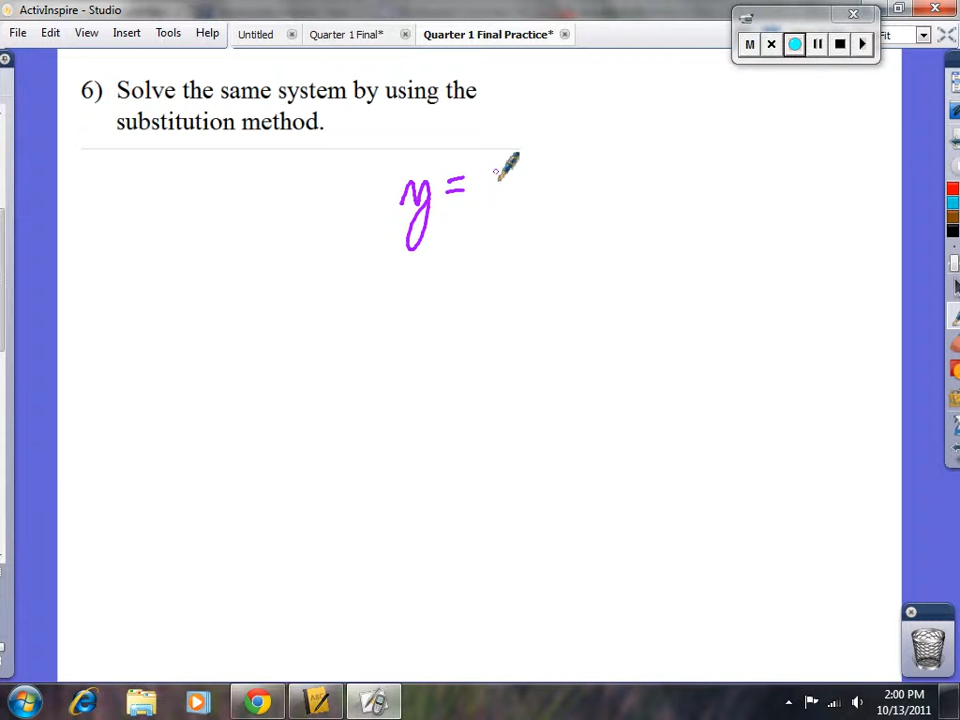 ActivInspire - Studio
File Edit View Insert Tools Help Untitled Quarter 1 Final* Quarter 1 Final Practice* Fit
M
6) Solve the same system by using the
substitution method.
y =
2:00 PM
10/13/2011